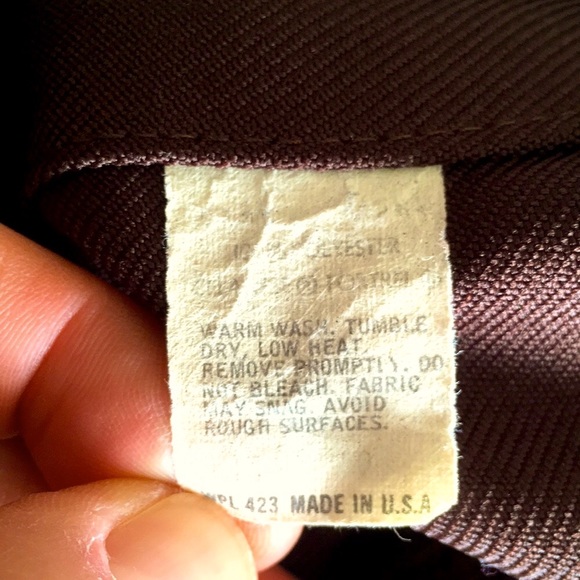 POLYESTER
FORTREL
WARM WASH. TUMBLE
DRY, LOW HEAT.
REMOVE PROMPTLY. DO
NOT BLEACH. FABRIC
MAY SNAG. AVOID
ROUGH SURFACES.
WPL 423 MADE IN U.S.A